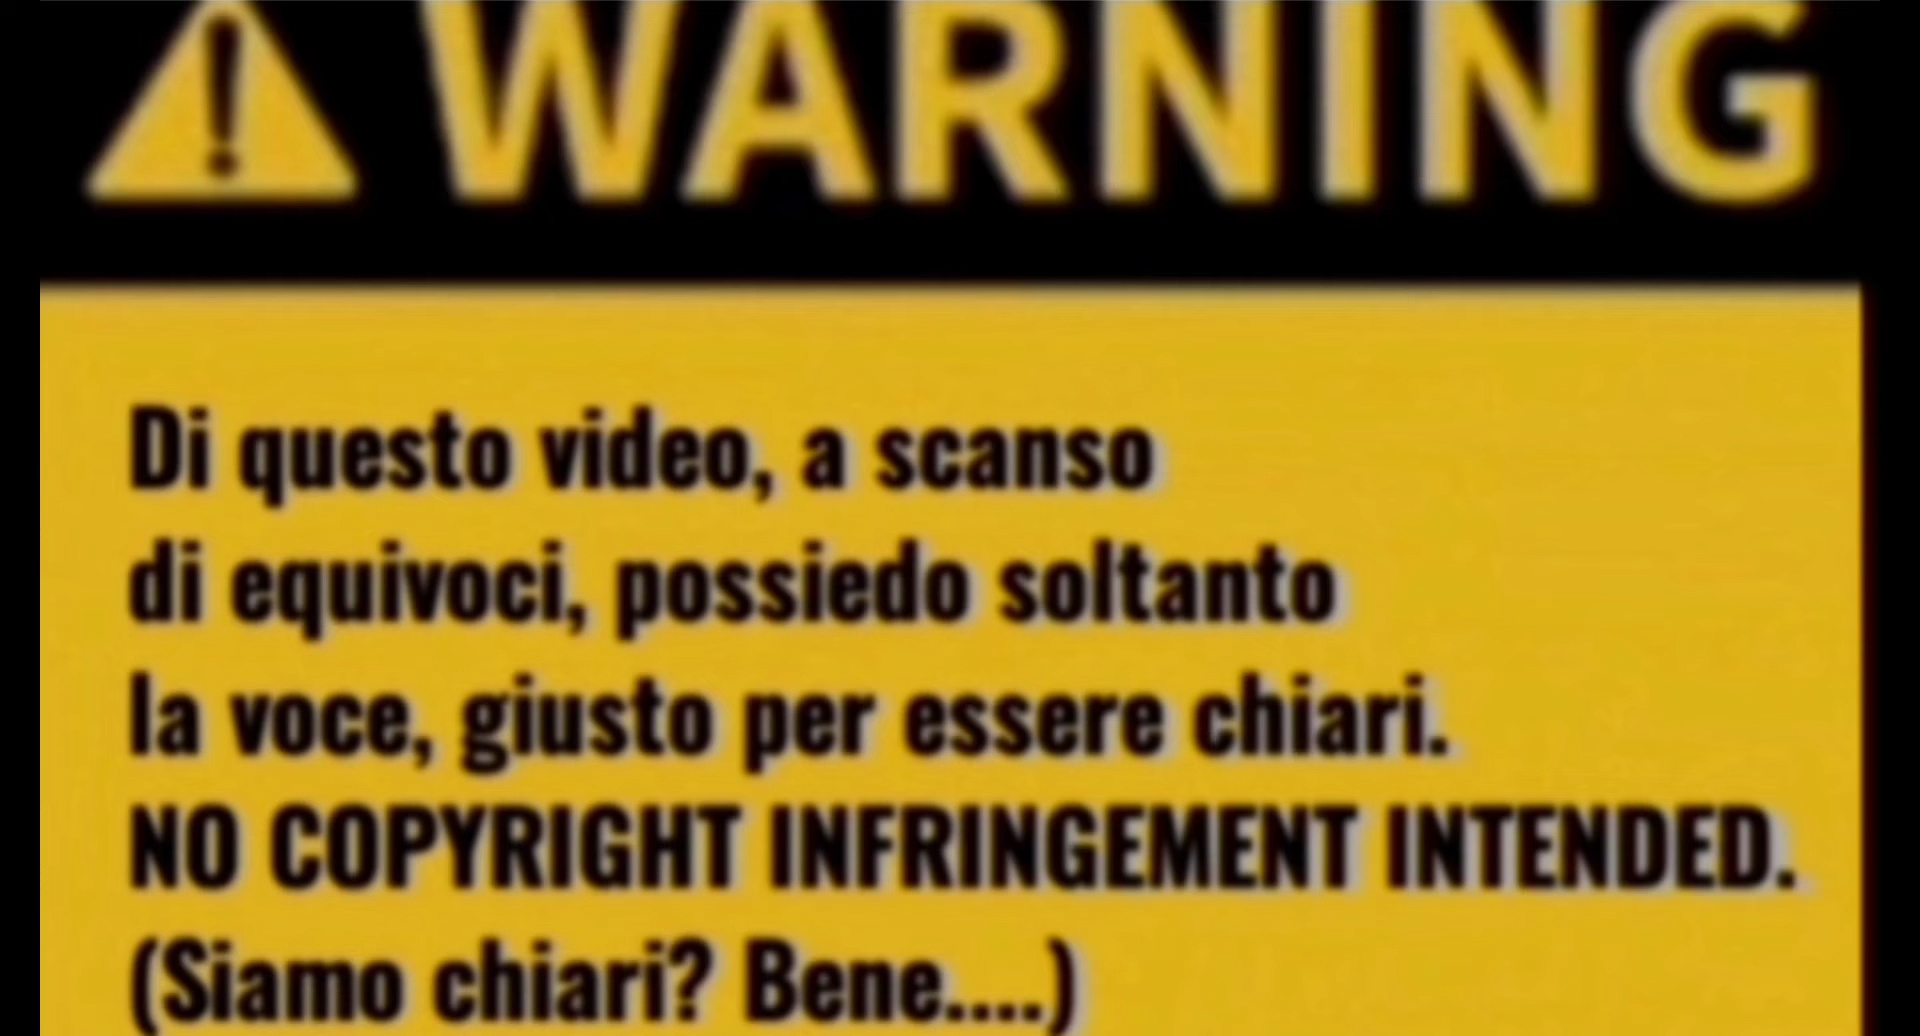 WARNING
Di questo video, a scanso
di equivoci, possiedo soltanto
la voce, giusto per essere chiari.
NO COPYRIGHT INFRINGEMENT INTENDED.
(Siamo chiari? Bene....)